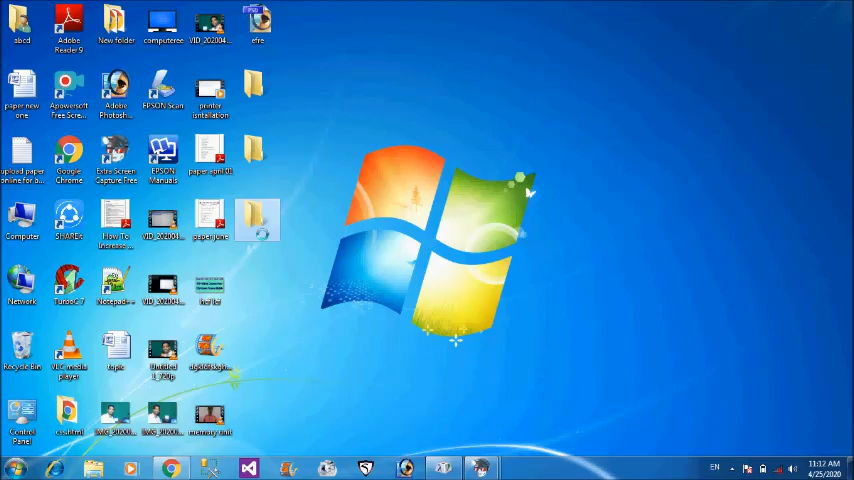 abcd
Adobe
Reader 9
New folder
computeree
VID_202004...
efre
paper new
one
Apowersoft
Free Scre...
Adobe
Photosh...
EPSON Scan
printer
isntallation
upload paper
online for b...
Google
Chrome
Extra Screen
Capture Free
EPSON
Manuals
paper april 01
Computer
SHAREit
How To
Increase ...
VID_202004...
paper june
Network
TurboC 7
Notepad++
VID_202004...
Recycle Bin
VLC media
player
topic
Untitled
1_720p
Control
Panel
IMG_20200...
IMG_20200...
memory unit
EN
11:12 AM
4/25/2020